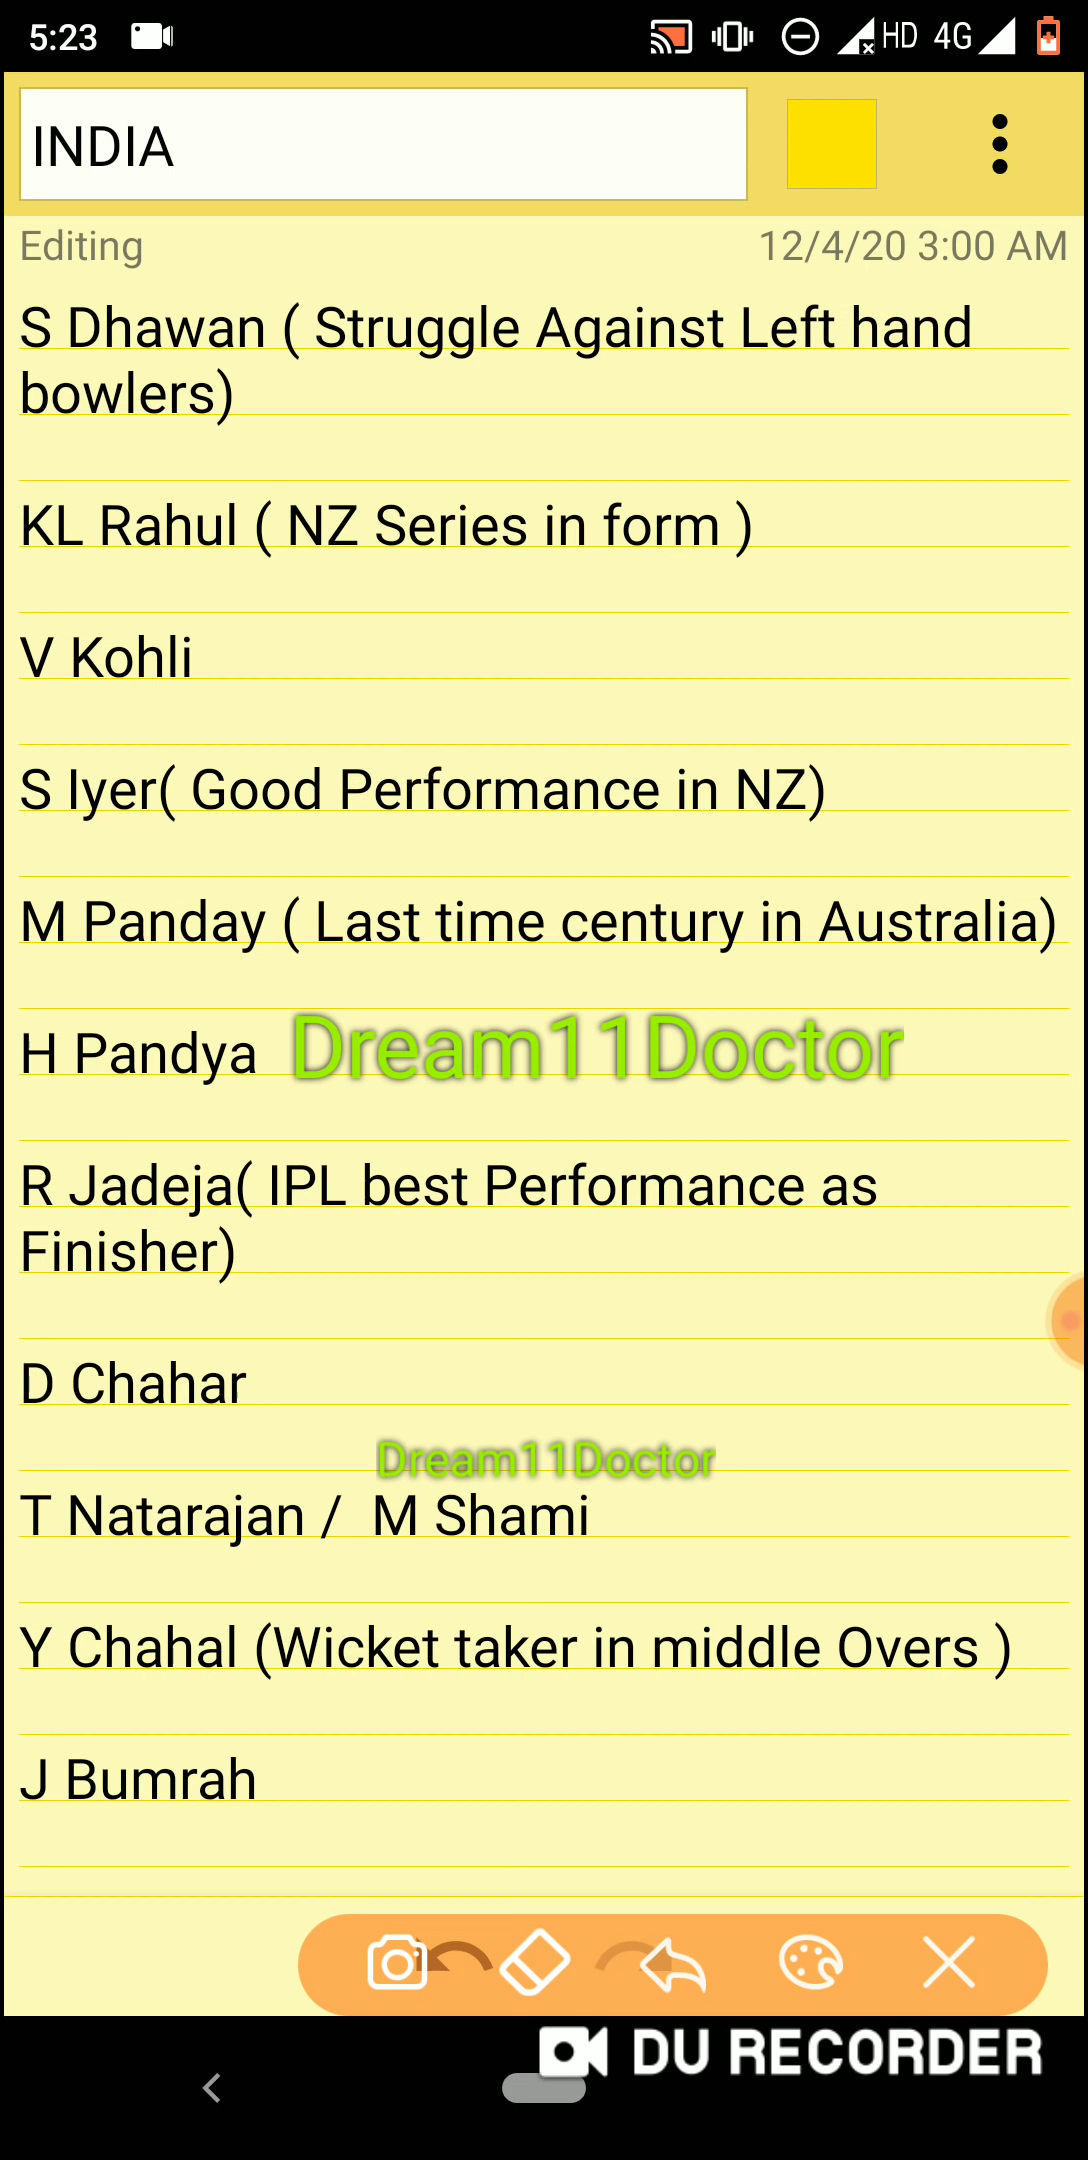 5:23 HD 4G
INDIA
Editing 12/4/20 3:00 AM
S Dhawan ( Struggle Against Left hand
bowlers)
KL Rahul ( NZ Series in form )
V Kohli
S Iyer( Good Performance in NZ)
M Panday ( Last time century in Australia)
H Pandya Dream11Doctor
R Jadeja( IPL best Performance as
Finisher)
D Chahar
Dream11Doctor
T Natarajan /  M Shami
Y Chahal (Wicket taker in middle Overs )
J Bumrah
DU RECORDER